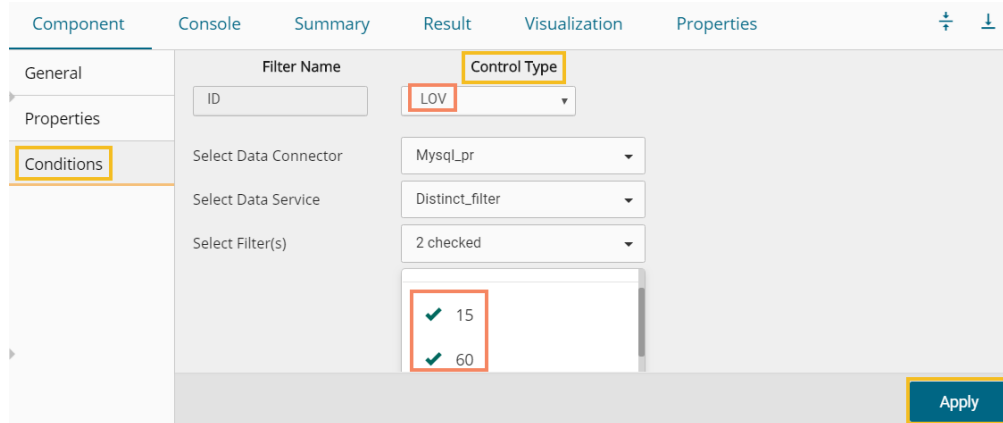 Component Console Summary Result Visualization Properties
General
Properties
Conditions
Filter Name Control Type
ID LOV
Select Data Connector Mysql_pr
Select Data Service Distinct_filter
Select Filter(s) 2 checked
15
60
Apply